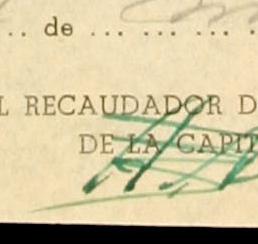 .. de ... ... ... .
L RECAUDADOR D
DE LA CAPIT